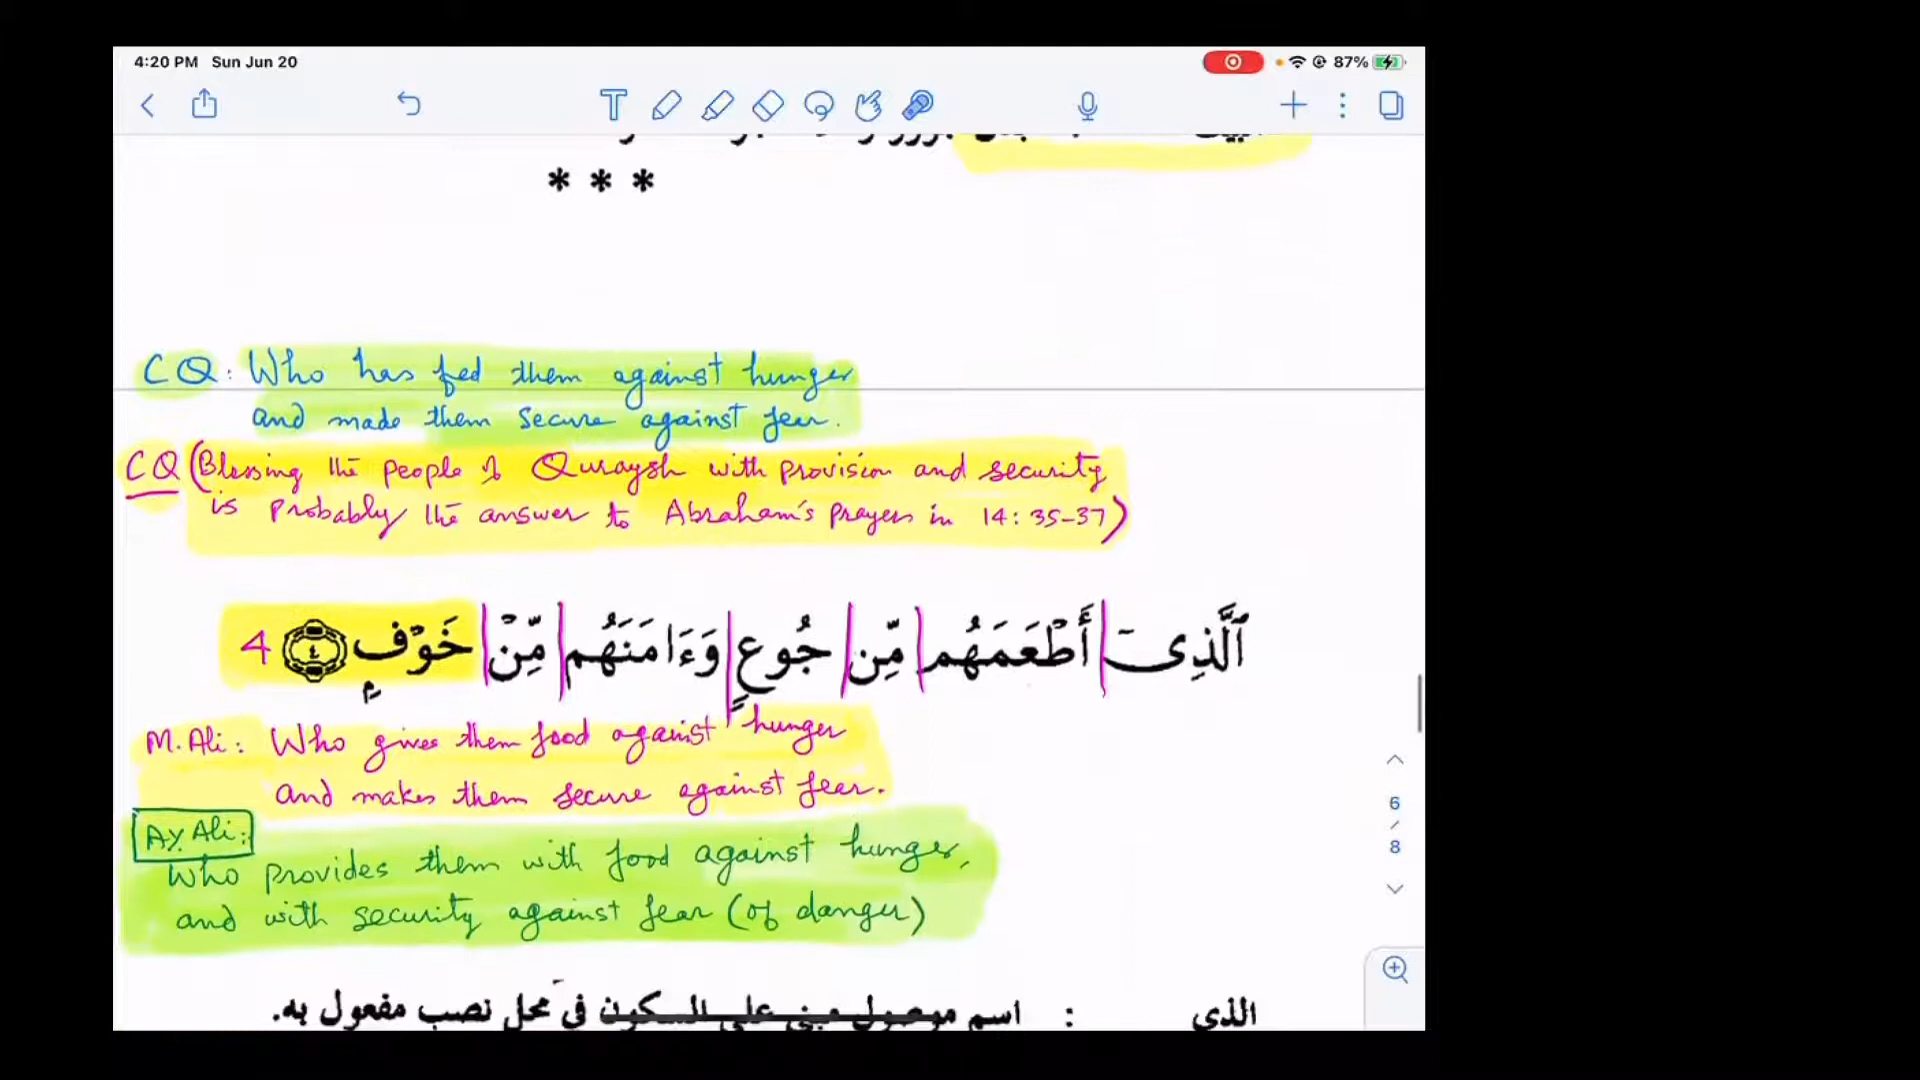 4:20 PM Sun Jun 20
87%
* * *
CQ: Who has fed them against hunger
and made them secure against fear.
CQ (Blessing the people of Quraysh with provision and security
is probably the answer to Abraham's prayers in 14:35-37)
ٱلَّذِىٓ أَطْعَمَهُم مِّن جُوعٍ وَءَامَنَهُم مِّنْ خَوْفٍ ٤ 4
M. Ali: Who gives them food against hunger
and makes them secure against fear.
Ay Ali:
Who provides them with food against hunger,
and with security against fear (of danger)
6
/
8
الذي : اسم موصول مبني على السكون في محل نصب مفعول به.